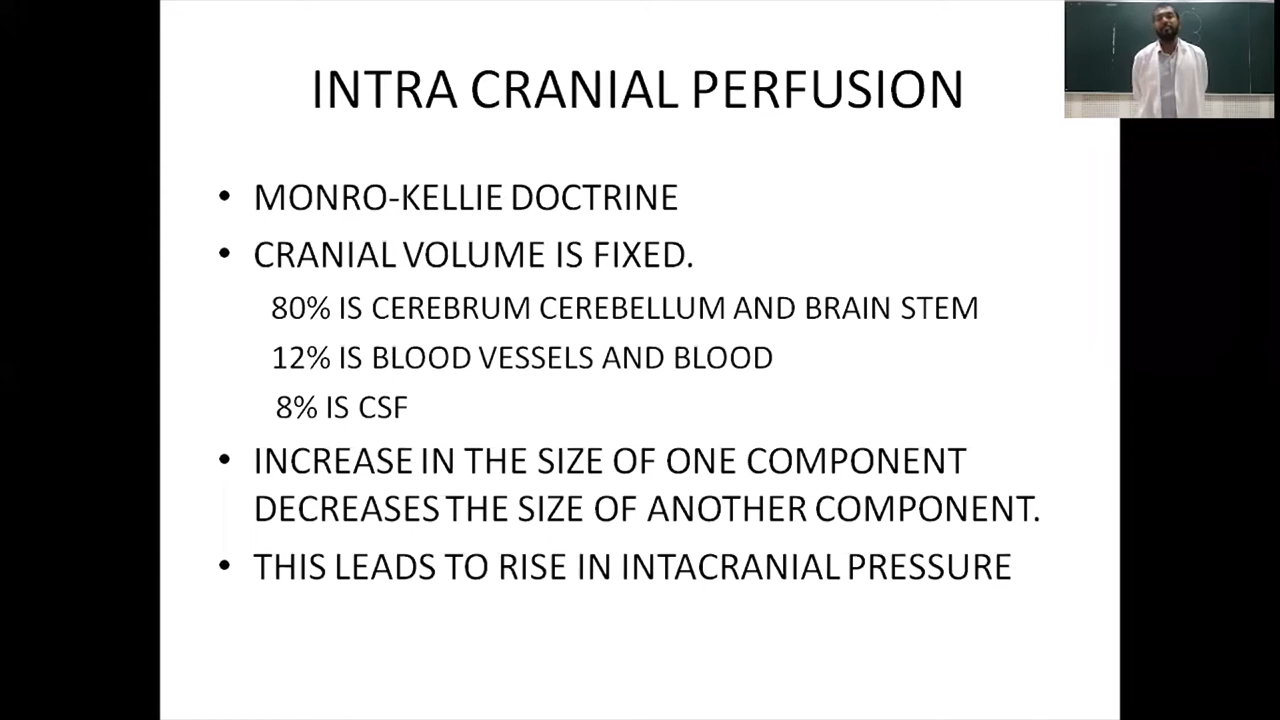 INTRA CRANIAL PERFUSION
• MONRO-KELLIE DOCTRINE
• CRANIAL VOLUME IS FIXED.
80% IS CEREBRUM CEREBELLUM AND BRAIN STEM
12% IS BLOOD VESSELS AND BLOOD
8% IS CSF
• INCREASE IN THE SIZE OF ONE COMPONENT
DECREASES THE SIZE OF ANOTHER COMPONENT.
• THIS LEADS TO RISE IN INTACRANIAL PRESSURE